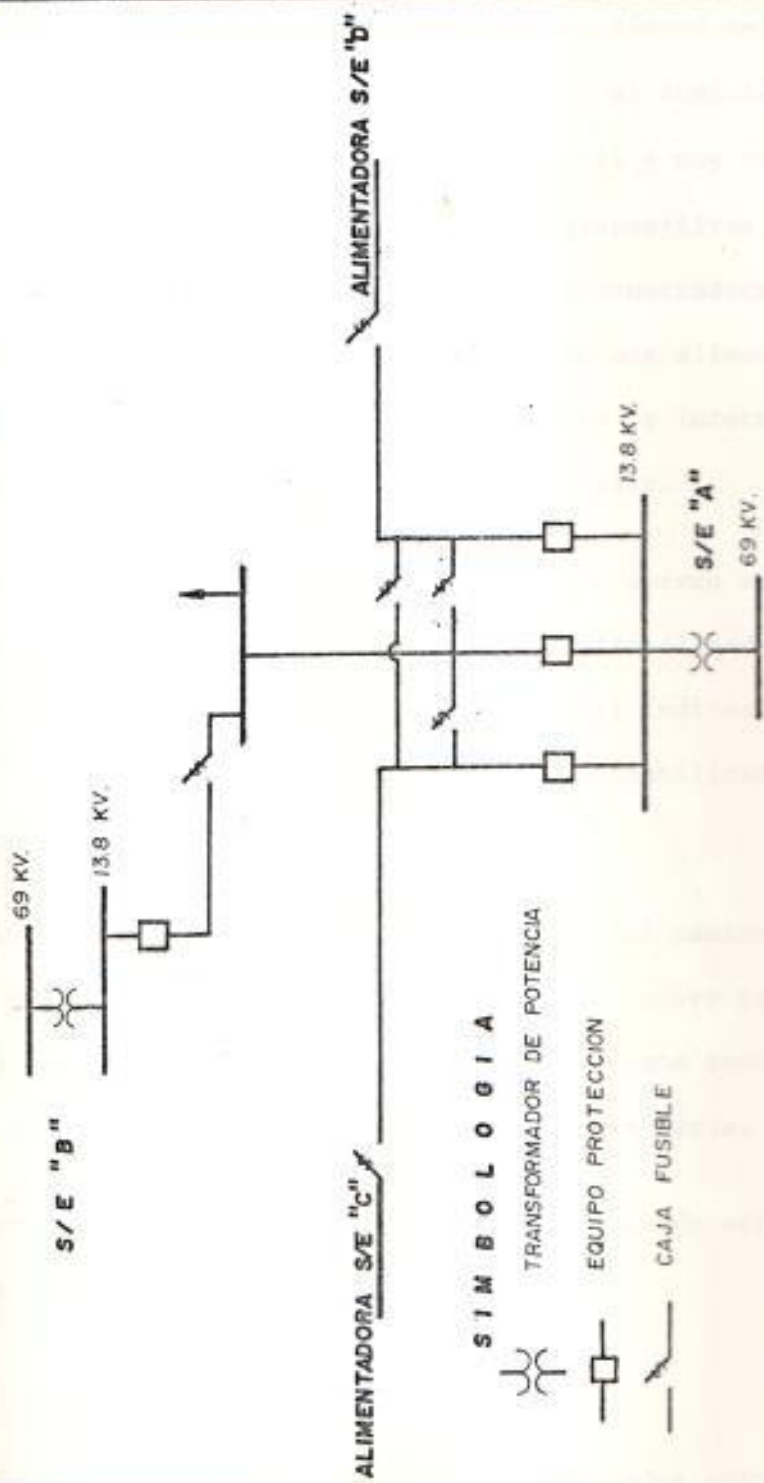 69 KV.
13.8 KV.
S/E "B"
ALIMENTADORA S/E "D"
ALIMENTADORA S/E "C"
13.8 KV.
S/E "A"
69 KV.
SIMBOLOGIA
TRANSFORMADOR DE POTENCIA
EQUIPO PROTECCION
CAJA FUSIBLE